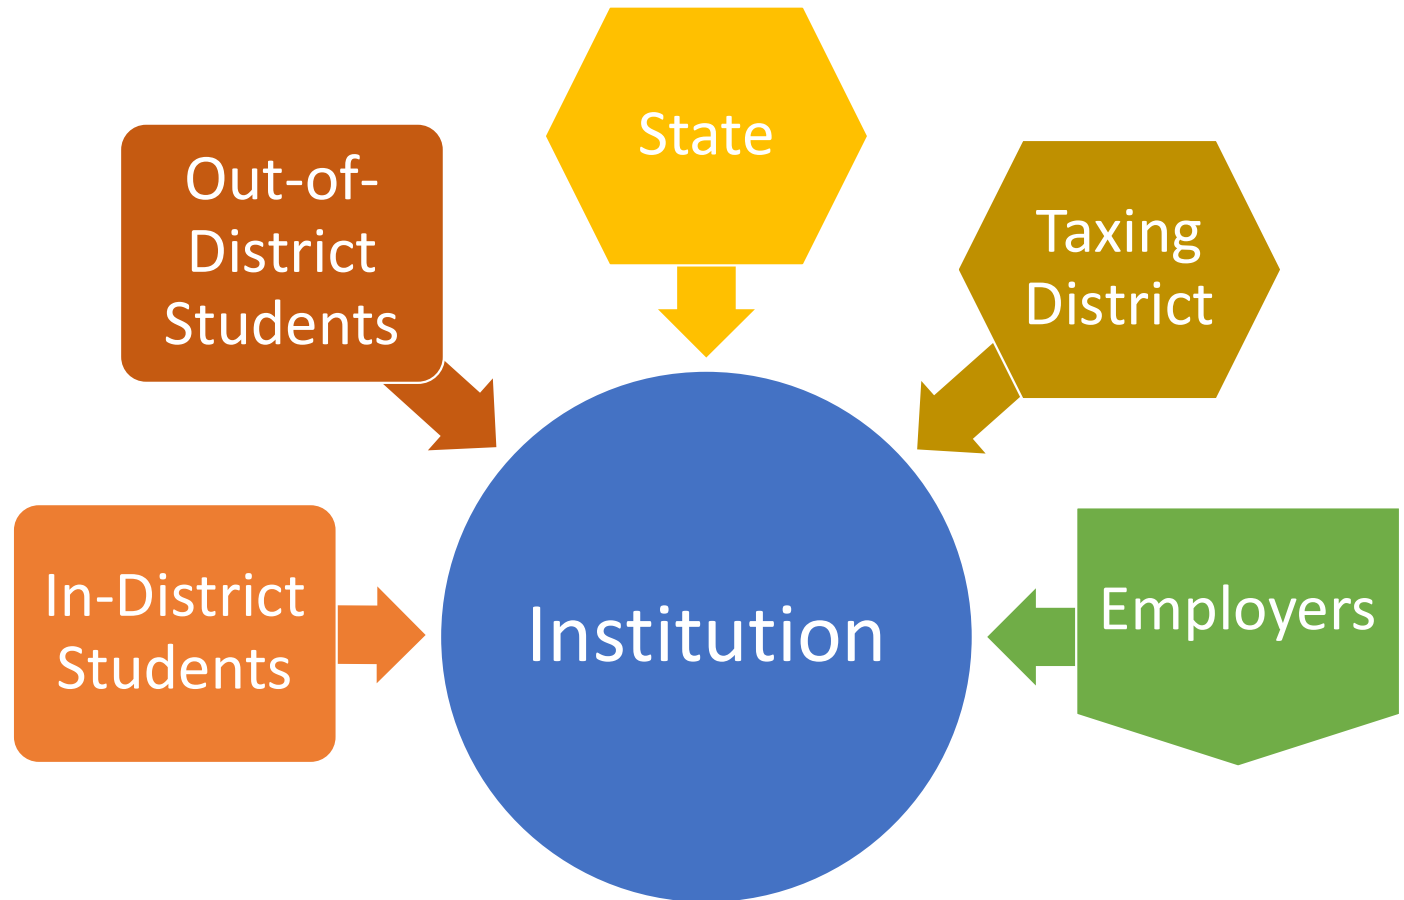 State
Out-of-
District
Students
Taxing
District
In-District
Students
Institution
Employers